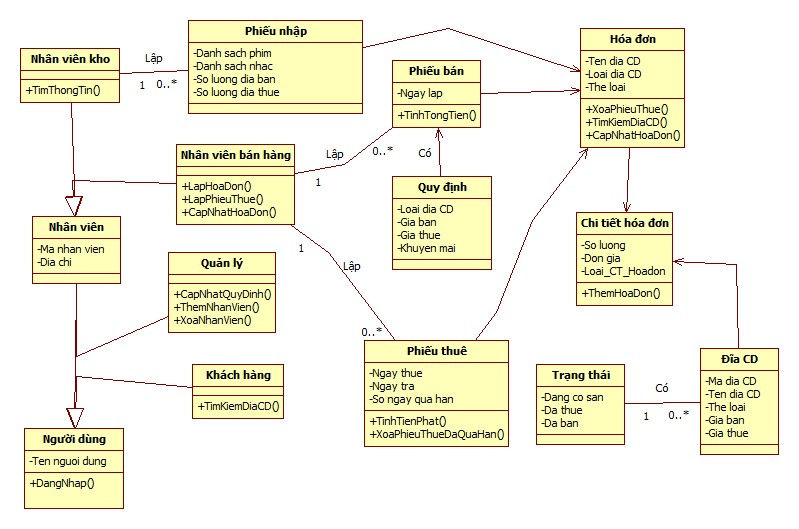 Nhân viên kho
+TimThongTin()
Lập
1
0..*
Phiếu nhập
-Danh sach phim
-Danh sach nhac
-So luong dia ban
-So luong dia thue
Phiếu bán
-Ngay lap
+TinhTongTien()
Hóa đơn
-Ten dia CD
-Loai dia CD
-The loai
+XoaPhieuThue()
+TimKiemDiaCD()
+CapNhatHoaDon()
Nhân viên bán hàng
+LapHoaDon()
+LapPhieuThue()
+CapNhatHoaDon()
Lập
1
0..*
Có
Quy định
-Loai dia CD
-Gia ban
-Gia thue
-Khuyen mai
Nhân viên
-Ma nhan vien
-Dia chi
Chi tiết hóa đơn
-So luong
-Don gia
-Loai_CT_Hoadon
+ThemHoaDon()
1
Lập
0..*
Quản lý
+CapNhatQuyDinh()
+ThemNhanVien()
+XoaNhanVien()
Khách hàng
+TimKiemDiaCD()
Phiếu thuê
-Ngay thue
-Ngay tra
-So ngay qua han
+TinhTienPhat()
+XoaPhieuThueDaQuaHan()
Trạng thái
-Dang co san
-Da thue
-Da ban
Có
1
0..*
Đĩa CD
-Ma dia CD
-Ten dia CD
-The loai
-Gia ban
-Gia thue
Người dùng
-Ten nguoi dung
+DangNhap()